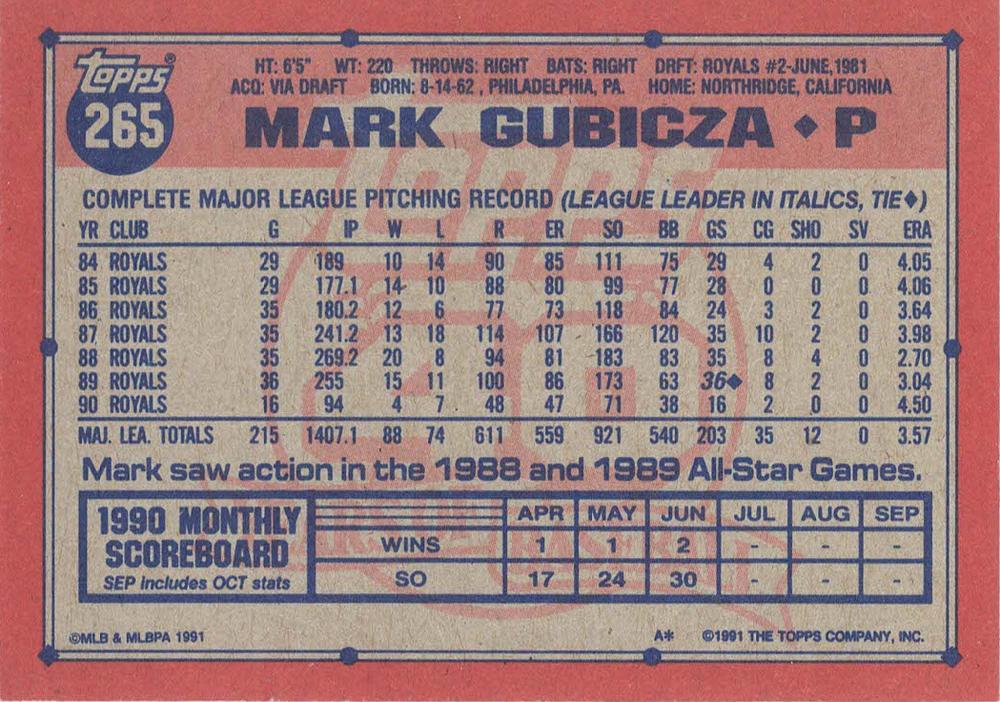 Topps®
265
HT: 6'5" WT: 220 THROWS: RIGHT BATS: RIGHT DRFT: ROYALS #2-JUNE, 1981
ACQ: VIA DRAFT BORN: 8-14-62 , PHILADELPHIA, PA. HOME: NORTHRIDGE, CALIFORNIA
MARK GUBICZA ◆ P
COMPLETE MAJOR LEAGUE PITCHING RECORD (LEAGUE LEADER IN ITALICS, TIE◆)
YR CLUB G IP W L R ER SO BB GS CG SHO SV ERA
84 ROYALS 29 189 10 14 90 85 111 75 29 4 2 0 4.05
85 ROYALS 29 177.1 14 10 88 80 99 77 28 0 0 0 4.06
86 ROYALS 35 180.2 12 6 77 73 118 84 24 3 2 0 3.64
87 ROYALS 35 241.2 13 18 114 107 166 120 35 10 2 0 3.98
88 ROYALS 35 269.2 20 8 94 81 183 83 35 8 4 0 2.70
89 ROYALS 36 255 15 11 100 86 173 63 36◆ 8 2 0 3.04
90 ROYALS 16 94 4 7 48 47 71 38 16 2 0 0 4.50
MAJ. LEA. TOTALS 215 1407.1 88 74 611 559 921 540 203 35 12 0 3.57
Mark saw action in the 1988 and 1989 All-Star Games.
1990 MONTHLY
SCOREBOARD
SEP includes OCT stats
APR MAY JUN JUL AUG SEP
WINS 1 1 2 - - -
SO 17 24 30 - - -
©MLB & MLBPA 1991 A* ©1991 THE TOPPS COMPANY, INC.